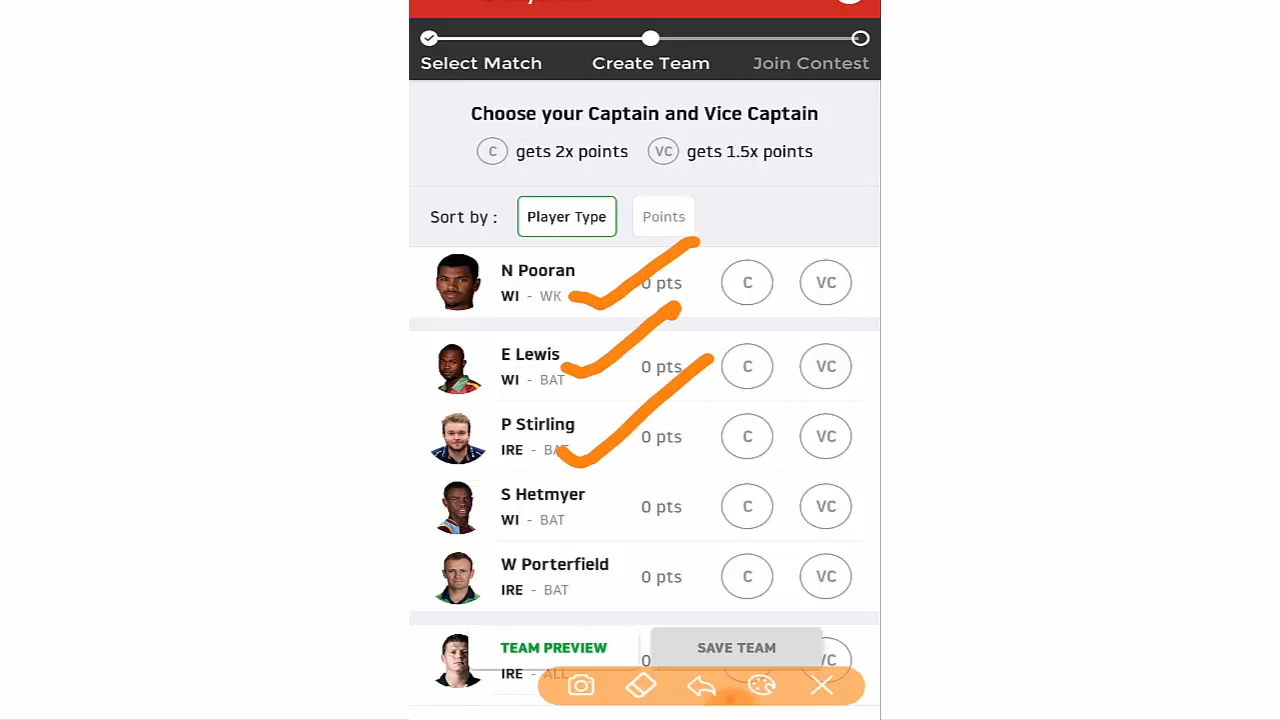 Select Match Create Team Join Contest
Choose your Captain and Vice Captain
C gets 2x points VC gets 1.5x points
Sort by : Player Type Points
N Pooran
WI - WK 0 pts C VC
E Lewis
WI - BAT 0 pts C VC
P Stirling
IRE - 0 pts C VC
S Hetmyer
WI - BAT 0 pts C VC
W Porterfield
IRE - BAT 0 pts C VC
TEAM PREVIEW SAVE TEAM
IRE - ALL 0 VC